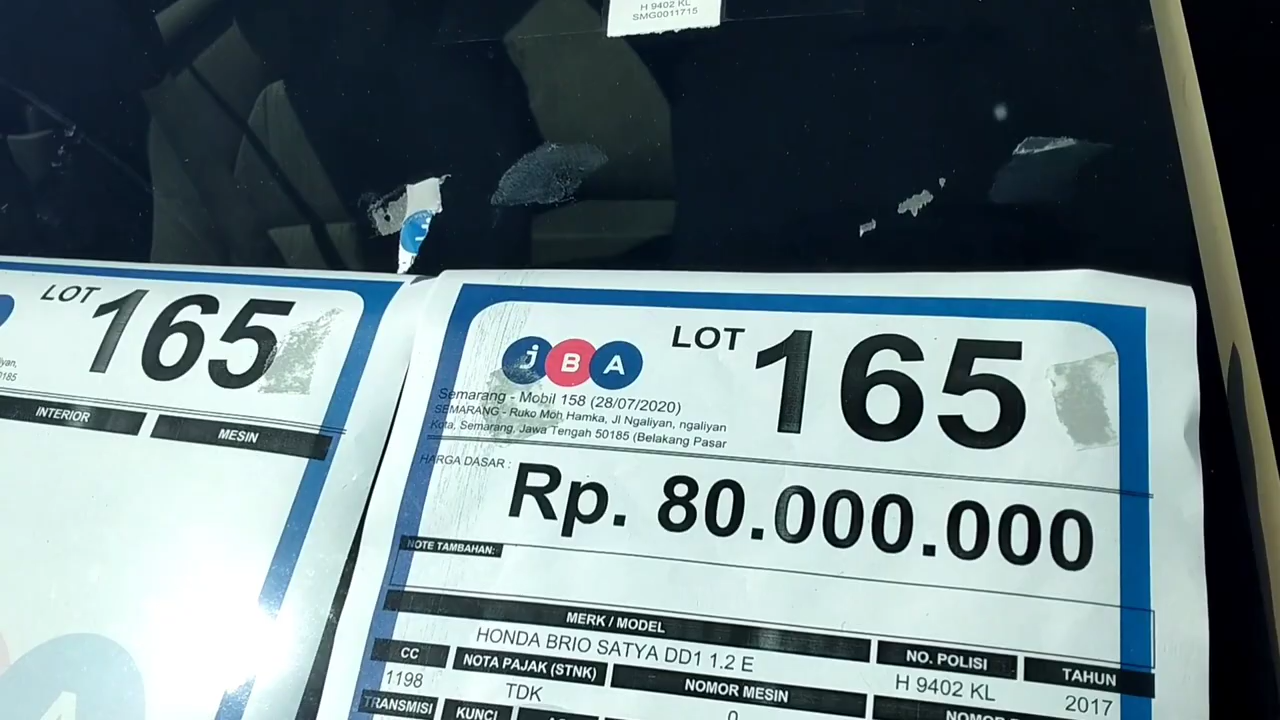 H 9402 KL
SMG0011715
LOT 165
0185
INTERIOR
MESIN
JBA
LOT 165
Semarang - Mobil 158 (28/07/2020)
SEMARANG - Ruko Moh Hamka, Jl Ngaliyan, ngaliyan
Kota, Semarang, Jawa Tengah 50185 (Belakang Pasar
HARGA DASAR :
Rp. 80.000.000
NOTE TAMBAHAN:
MERK / MODEL
NO. POLISI
TAHUN
HONDA BRIO SATYA DD1 1.2 E
H 9402 KL
2017
CC
NOTA PAJAK (STNK)
NOMOR MESIN
1198
TDK
0
TRANSMISI
KUNCI